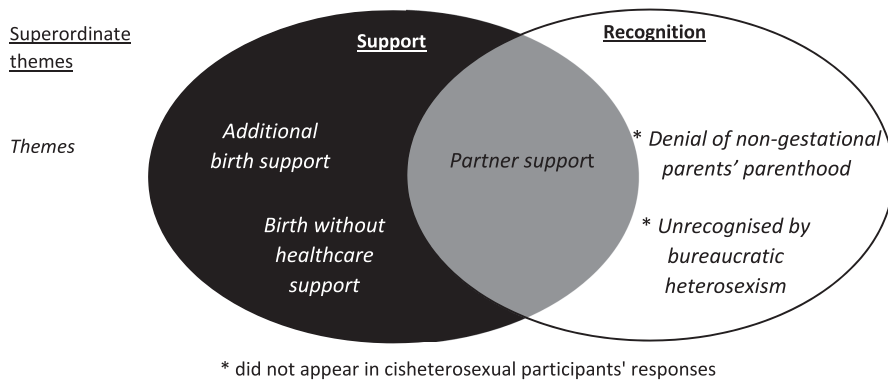 Superordinate
themes
Support
Recognition
Themes
Additional
birth support
Birth without
healthcare
support
Partner support
* Denial of non-gestational
parents’ parenthood
* Unrecognised by
bureaucratic
heterosexism
* did not appear in cisheterosexual participants' responses